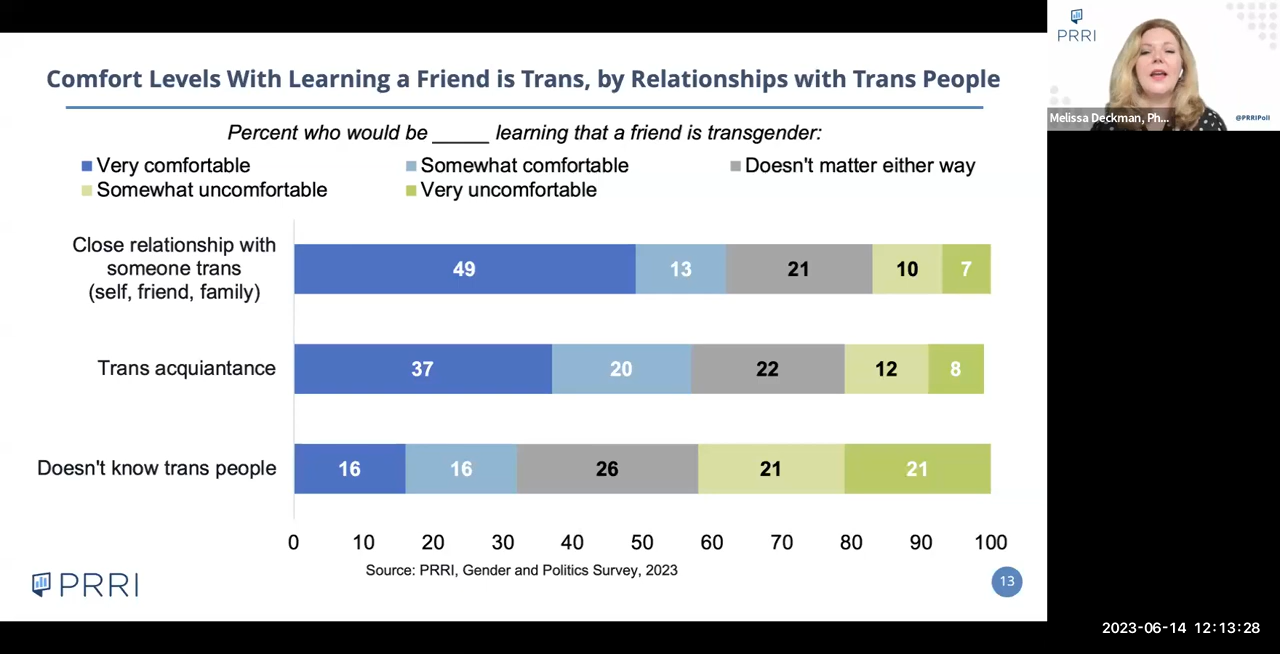 Comfort Levels With Learning a Friend is Trans, by Relationships with Trans People
Percent who would be _____ learning that a friend is transgender:
Very comfortable
Somewhat comfortable
Doesn't matter either way
Somewhat uncomfortable
Very uncomfortable
Close relationship with
someone trans
(self, friend, family)
49
13
21
10
7
Trans acquiantance
37
20
22
12
8
Doesn't know trans people
16
16
26
21
21
0 10 20 30 40 50 60 70 80 90 100
Source: PRRI, Gender and Politics Survey, 2023
PRRI
13
PRRI
Melissa Deckman, Ph...
@PRRIPoll
2023-06-14 12:13:28